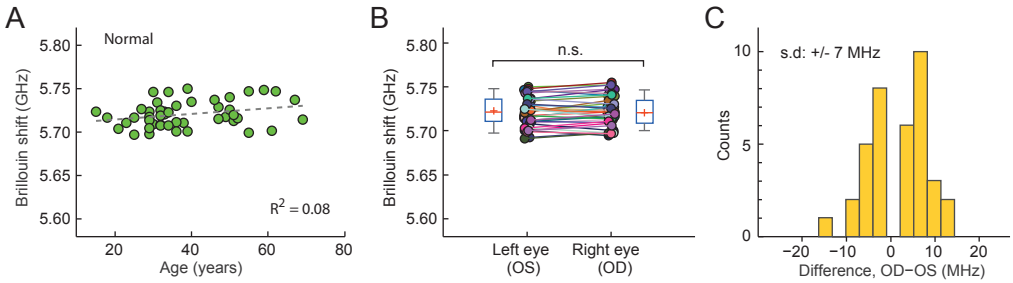 A
Brillouin shift (GHz)
5.80
5.75
5.70
5.65
5.60
Normal
R² = 0.08
20
40
60
80
Age (years)
B
Brillouin shift (GHz)
5.80
5.75
5.70
5.65
5.60
n.s.
Left eye
(OS)
Right eye
(OD)
C
Counts
10
5
0
s.d: +/- 7 MHz
−20
−10
0
10
20
Difference, OD−OS (MHz)